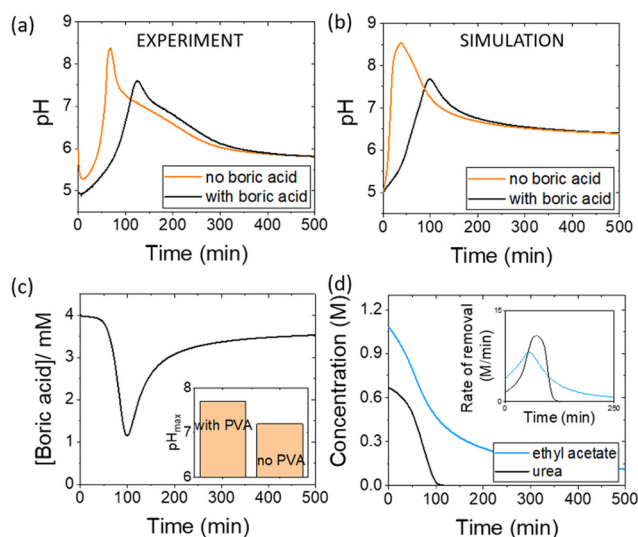 (a)
EXPERIMENT
pH
9
8
7
6
5
no boric acid
with boric acid
0 100 200 300 400 500
Time (min)
(b)
SIMULATION
pH
9
8
7
6
5
no boric acid
with boric acid
0 100 200 300 400 500
Time (min)
(c)
[Boric acid]/ mM
5
4
3
2
1
0
pHmax
8
7
6
with PVA
no PVA
0 100 200 300 400 500
Time (min)
(d)
Concentration (M)
1.2
0.9
0.6
0.3
0.0
Rate of removal
(M/min)
15
0
0 250
Time (min)
ethyl acetate
urea
0 100 200 300 400 500
Time (min)